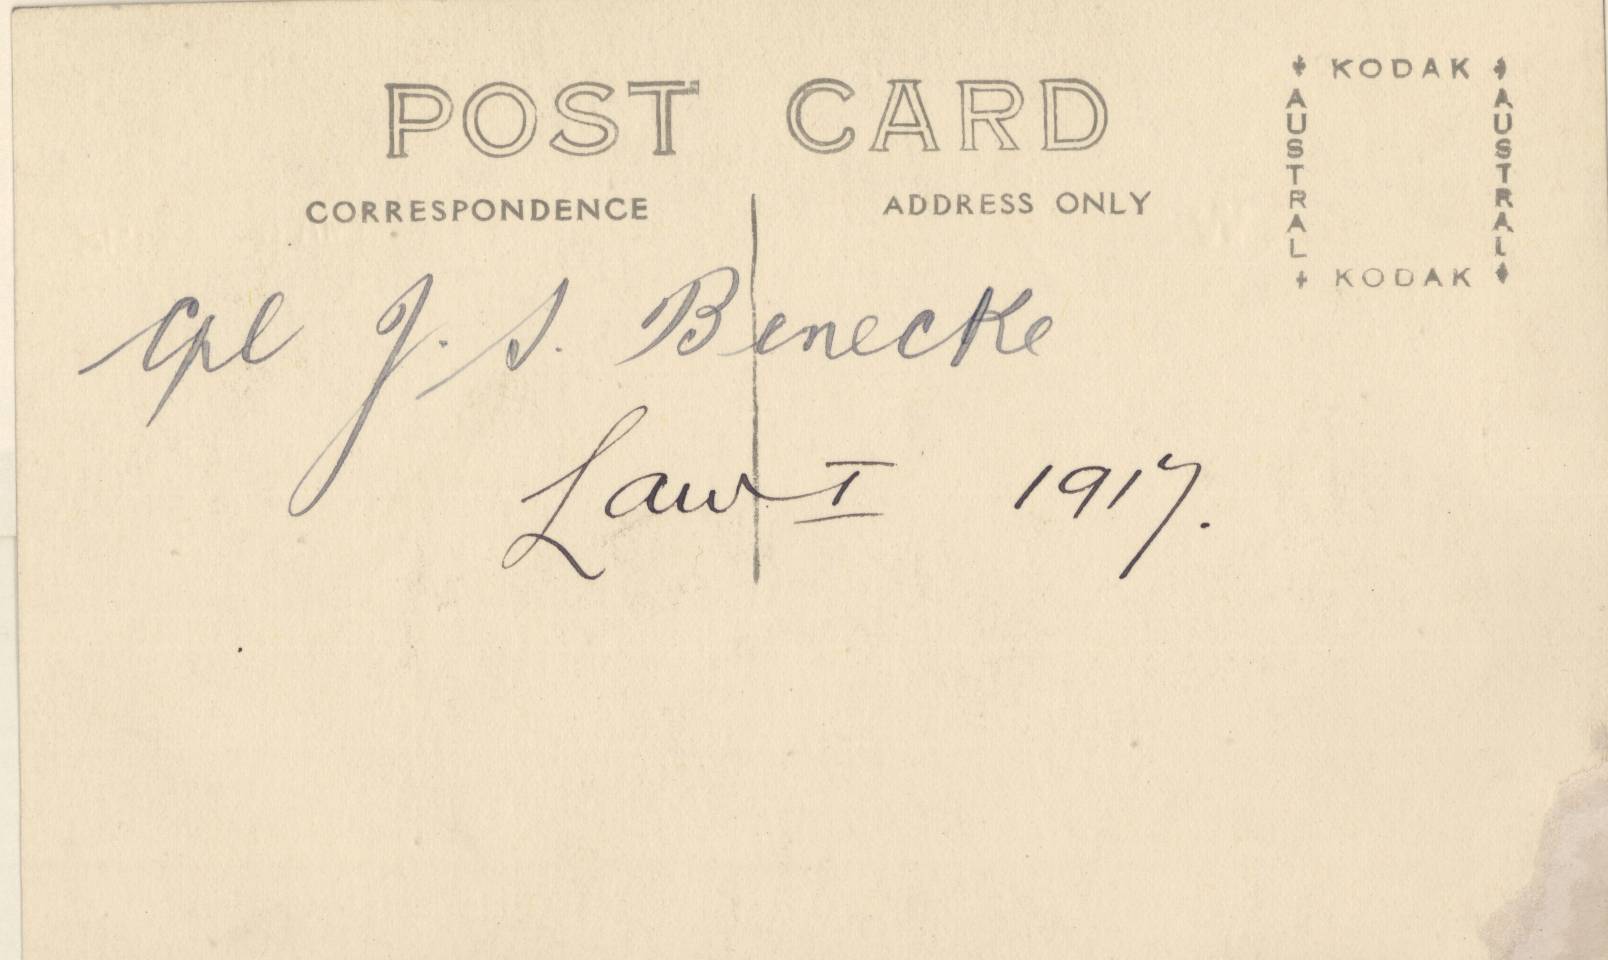 POST CARD
CORRESPONDENCE
ADDRESS ONLY
KODAK
AUSTRAL
AUSTRAL
KODAK
Cpl J. S. Benecke
Law I 1917.